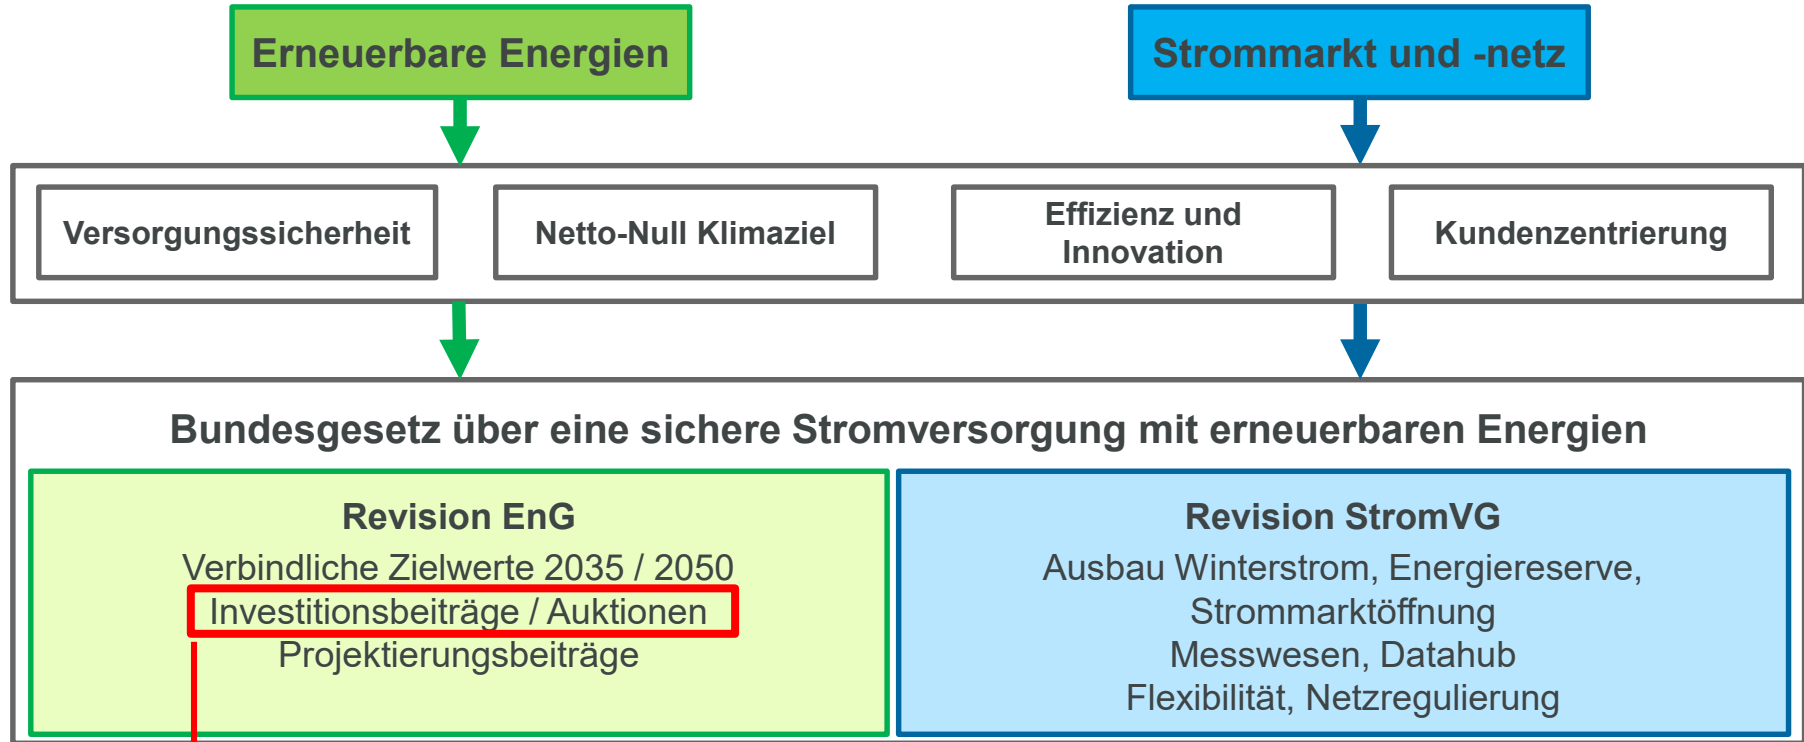 Erneuerbare Energien
Strommarkt und -netz
Versorgungssicherheit
Netto-Null Klimaziel
Effizienz und
Innovation
Kundenzentrierung
Bundesgesetz über eine sichere Stromversorgung mit erneuerbaren Energien
Revision EnG
Verbindliche Zielwerte 2035 / 2050
Investitionsbeiträge / Auktionen
Projektierungsbeiträge
Revision StromVG
Ausbau Winterstrom, Energiereserve,
Strommarktöffnung
Messwesen, Datahub
Flexibilität, Netzregulierung